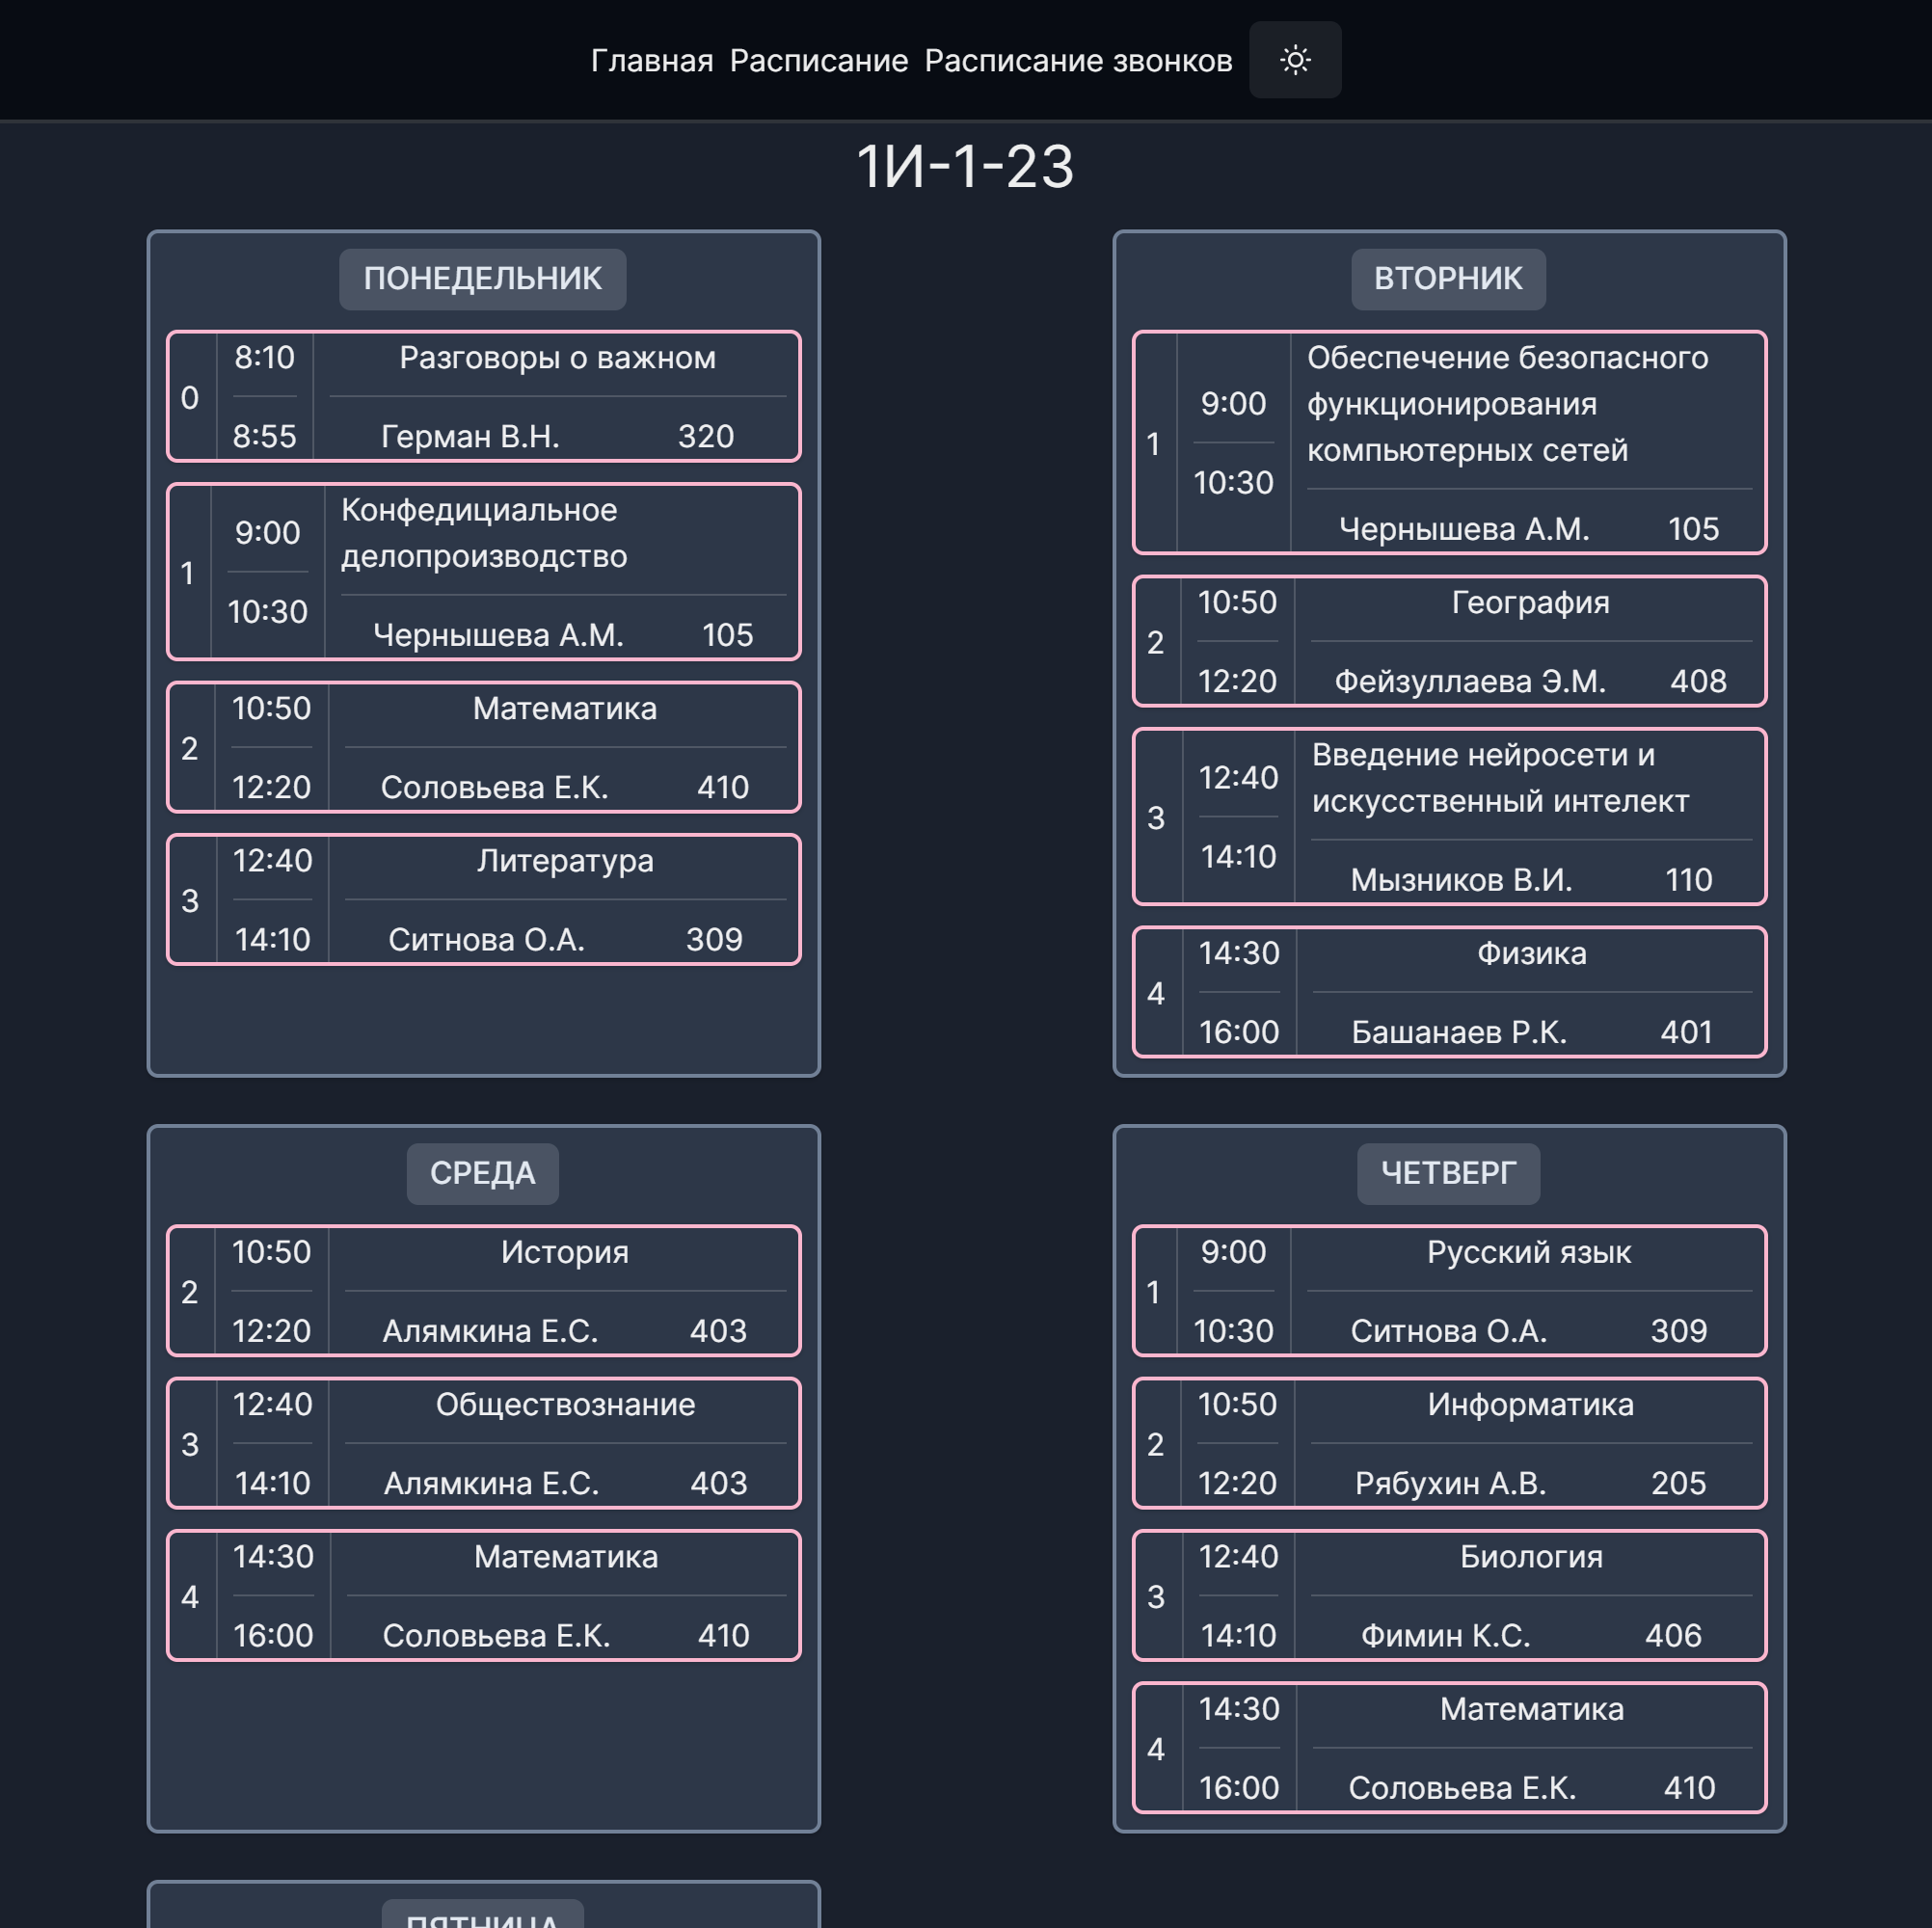 Главная Расписание Расписание звонков
1И-1-23
ПОНЕДЕЛЬНИК
0
8:10
8:55
Разговоры о важном
Герман В.Н. 320
1
9:00
10:30
Конфедициальное
делопроизводство
Чернышева А.М. 105
2
10:50
12:20
Математика
Соловьева Е.К. 410
3
12:40
14:10
Литература
Ситнова О.А. 309
ВТОРНИК
1
9:00
10:30
Обеспечение безопасного
функционирования
компьютерных сетей
Чернышева А.М. 105
2
10:50
12:20
География
Фейзуллаева Э.М. 408
3
12:40
14:10
Введение нейросети и
искусственный интелект
Мызников В.И. 110
4
14:30
16:00
Физика
Башанаев Р.К. 401
СРЕДА
2
10:50
12:20
История
Алямкина Е.С. 403
3
12:40
14:10
Обществознание
Алямкина Е.С. 403
4
14:30
16:00
Математика
Соловьева Е.К. 410
ЧЕТВЕРГ
1
9:00
10:30
Русский язык
Ситнова О.А. 309
2
10:50
12:20
Информатика
Рябухин А.В. 205
3
12:40
14:10
Биология
Фимин К.С. 406
4
14:30
16:00
Математика
Соловьева Е.К. 410
ПЯТНИЦА